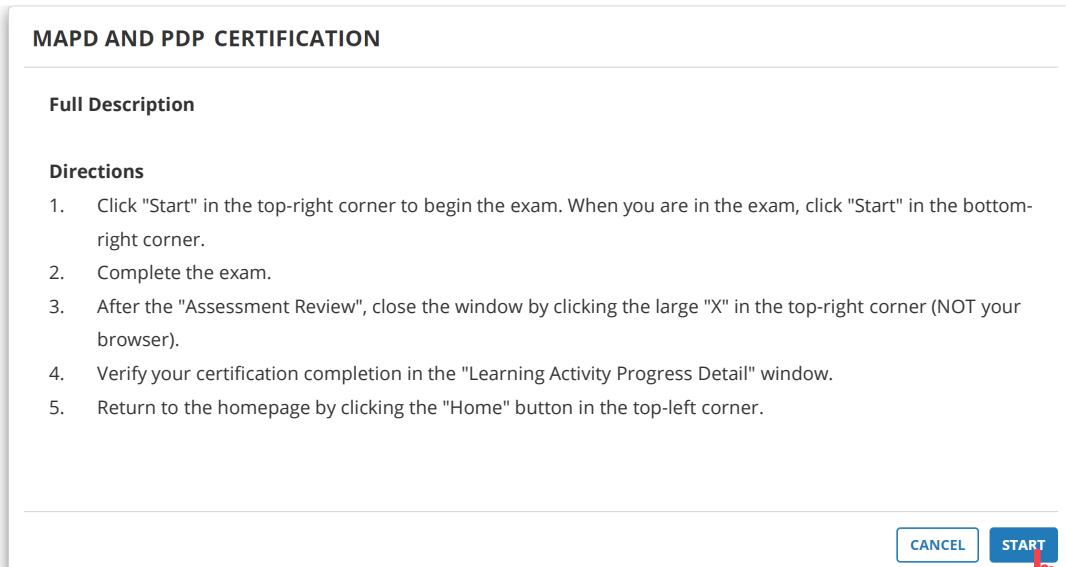 MAPD AND PDP CERTIFICATION
Full Description
Directions
1. Click "Start" in the top-right corner to begin the exam. When you are in the exam, click "Start" in the bottom-
right corner.
2. Complete the exam.
3. After the "Assessment Review", close the window by clicking the large "X" in the top-right corner (NOT your
browser).
4. Verify your certification completion in the "Learning Activity Progress Detail" window.
5. Return to the homepage by clicking the "Home" button in the top-left corner.
CANCEL START